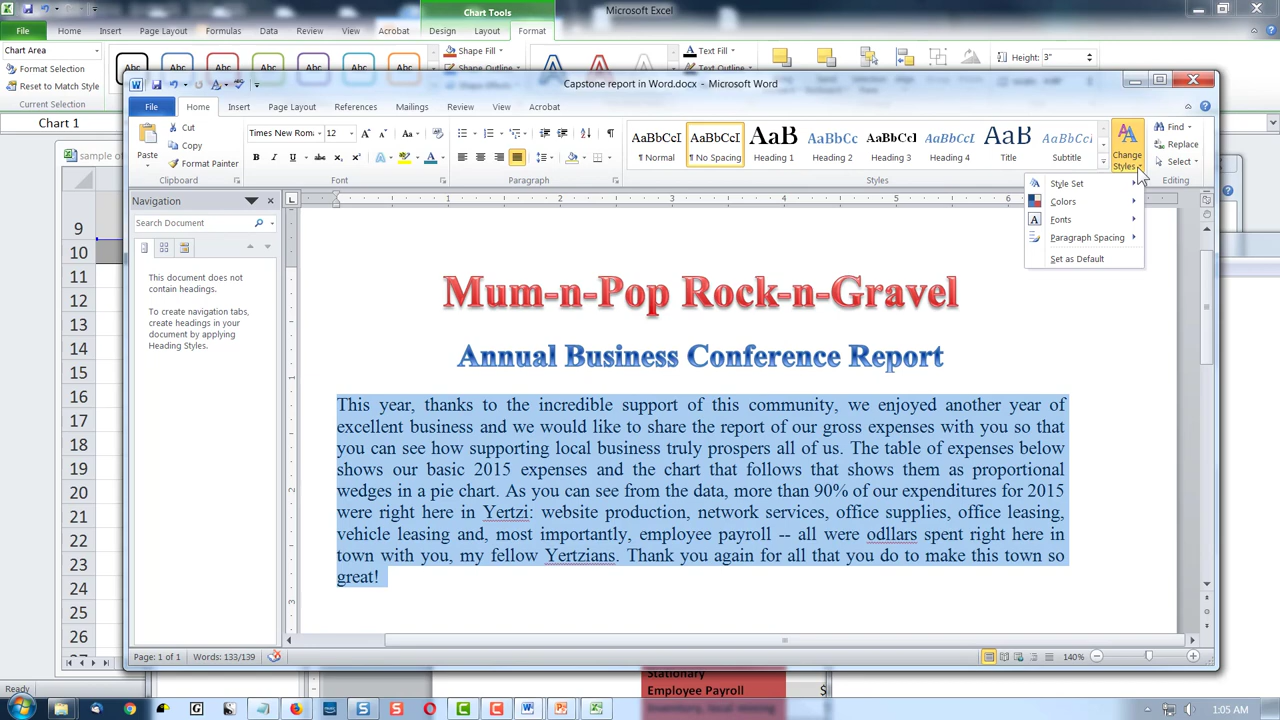 Chart Tools
Microsoft Excel
File Home Insert Page Layout Formulas Data Review View Acrobat Design Layout Format
Chart Area
Format Selection
Reset to Match Style
Current Selection
Abc Abc Abc Abc Abc Abc
Shape Fill
Shape Outline
Text Fill
Text Outline
Height: 3"
Chart 1
sample of
9
10
11
12
13
14
15
16
17
18
19
20
21
22
23
24
25
26
27
Ready
Capstone report in Word.docx - Microsoft Word
File Home Insert Page Layout References Mailings Review View Acrobat
Paste
Cut
Copy
Format Painter
Clipboard
Times New Rom 12
Font
Paragraph
AaBbCcI AaBbCcI AaB AaBbCc AaBbCc AaBbCcI AaB AaBbCcI
¶ Normal ¶ No Spacing Heading 1 Heading 2 Heading 3 Heading 4 Title Subtitle
Styles
Change Styles
Find
Replace
Select
Editing
Style Set
Colors
Fonts
Paragraph Spacing
Set as Default
Navigation
Search Document
This document does not
contain headings.
To create navigation tabs,
create headings in your
document by applying
Heading Styles.
Mum-n-Pop Rock-n-Gravel
Annual Business Conference Report
This year, thanks to the incredible support of this community, we enjoyed another year of
excellent business and we would like to share the report of our gross expenses with you so that
you can see how supporting local business truly prospers all of us. The table of expenses below
shows our basic 2015 expenses and the chart that follows that shows them as proportional
wedges in a pie chart. As you can see from the data, more than 90% of our expenditures for 2015
were right here in Yertzi: website production, network services, office supplies, office leasing,
vehicle leasing and, most importantly, employee payroll -- all were odllars spent right here in
town with you, my fellow Yertzians. Thank you again for all that you do to make this town so
great!
Page: 1 of 1
Words: 133/139
140%
Stationary
Employee Payroll $
1:05 AM